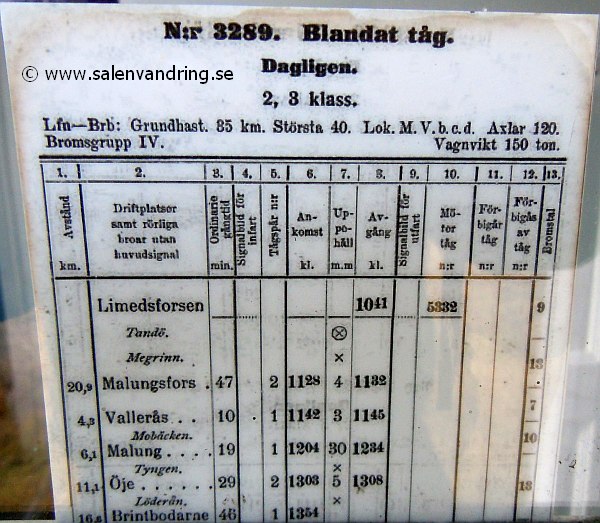 N:r 3289. Blandat tåg.
© www.salenvandring.se
Dagligen.
2, 3 klass.
Lfn—Brb: Grundhast. 35 km. Största 40. Lok. M. V. b. c. d. Axlar 120.
Bromsgrupp IV. Vagnvikt 150 ton.
1. 2. 3. 4. 5. 6. 7. 8. 9. 10. 11. 12. 13.
Avstånd km.
Driftplatser samt rörliga broar utan huvudsignal
Ordinarie gångtid min.
Signalbild för infart
Tågspår n:r
Ankomst kl.
Uppehåll m.m
Avgång kl.
Signalbild för utfart
Möter tåg n:r
Förbigår tåg n:r
Förbigås av tåg n:r
Bromstal
Limedsforsen 1041 5332 9
Tandö. ⊗
Megrinn. × 13
20,9 Malungsfors . 47 2 1128 4 1132
7
4,3 Vallerås . . 10 1 1142 3 1145
Mobäcken. 10
6,1 Malung . . . 19 1 1204 30 1234
Tyngen. ×
11,1 Öje . . . . . . 29 2 1303 5 1308 13
Löderån. ×
16,6 Brintbodarne 46 1 1354